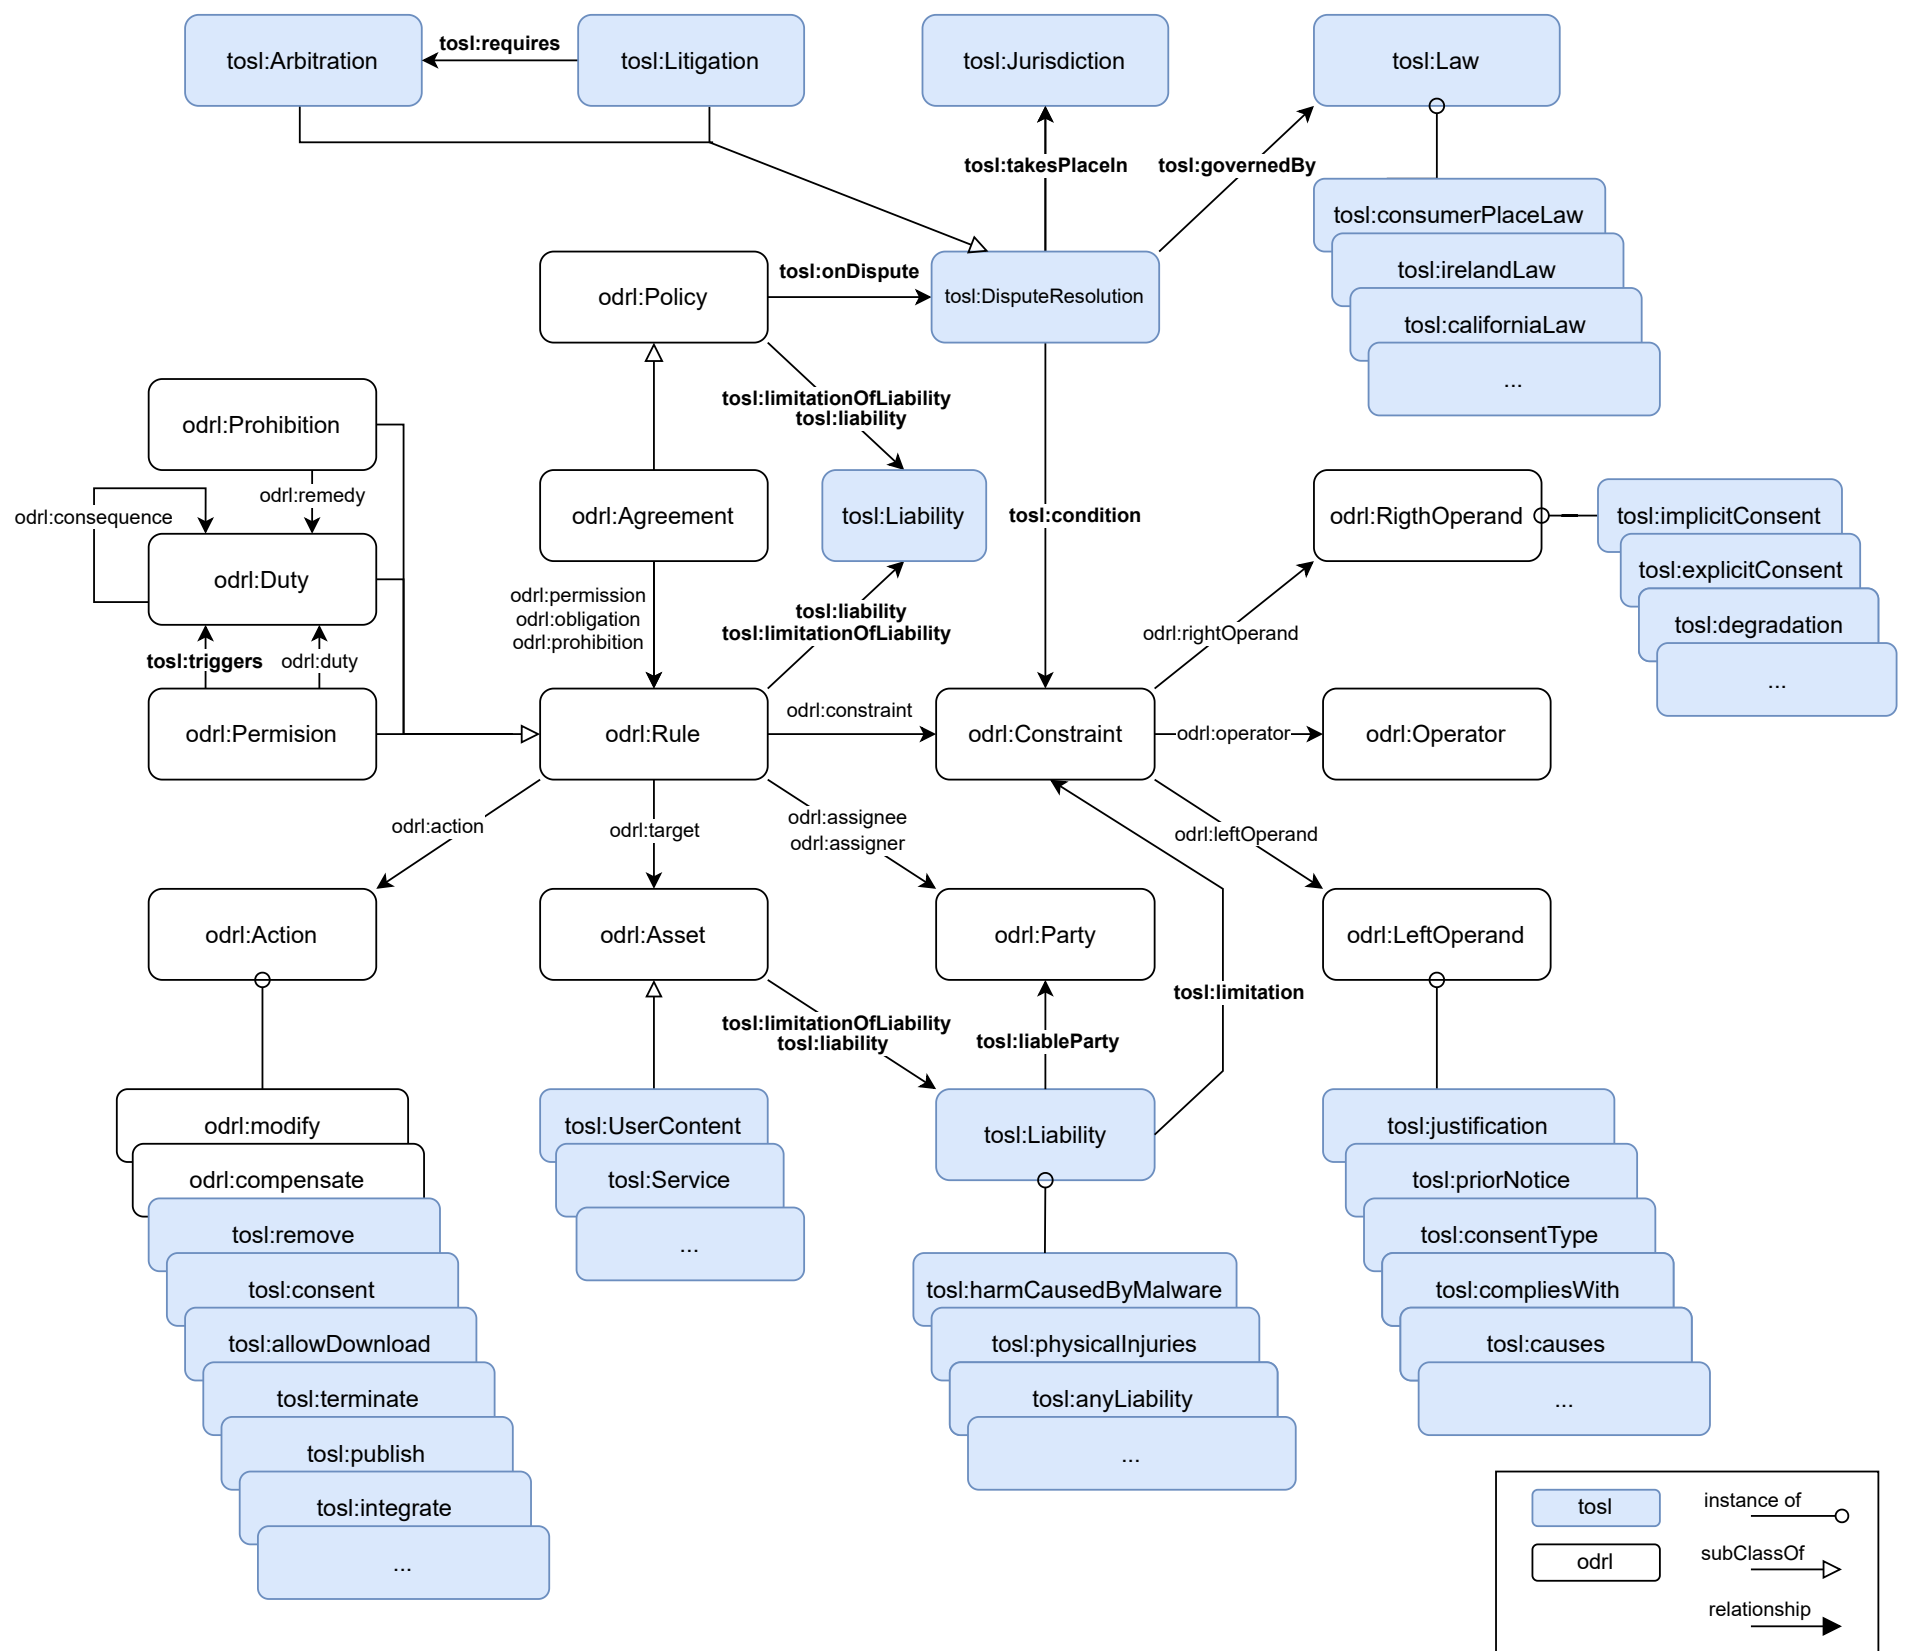 tosl:Arbitration
tosl:requires
tosl:Litigation
tosl:Jurisdiction
tosl:Law
tosl:takesPlaceIn
tosl:governedBy
tosl:consumerPlaceLaw
tosl:irelandLaw
tosl:californiaLaw
...
odrl:Policy
tosl:onDispute
tosl:DisputeResolution
tosl:limitationOfLiability
tosl:liability
odrl:Prohibition
odrl:remedy
odrl:consequence
odrl:Duty
tosl:triggers
odrl:duty
odrl:Permision
odrl:Agreement
tosl:Liability
tosl:condition
odrl:RigthOperand
tosl:implicitConsent
tosl:explicitConsent
tosl:degradation
...
odrl:permission
odrl:obligation
odrl:prohibition
tosl:liability
tosl:limitationOfLiability
odrl:rightOperand
odrl:Rule
odrl:constraint
odrl:Constraint
odrl:operator
odrl:Operator
odrl:action
odrl:target
odrl:assignee
odrl:assigner
odrl:leftOperand
odrl:Action
odrl:Asset
odrl:Party
odrl:LeftOperand
tosl:limitation
tosl:limitationOfLiability
tosl:liability
tosl:liableParty
odrl:modify
odrl:compensate
tosl:remove
tosl:consent
tosl:allowDownload
tosl:terminate
tosl:publish
tosl:integrate
...
tosl:UserContent
tosl:Service
...
tosl:Liability
tosl:harmCausedByMalware
tosl:physicalInjuries
tosl:anyLiability
...
tosl:justification
tosl:priorNotice
tosl:consentType
tosl:compliesWith
tosl:causes
...
tosl
instance of
odrl
subClassOf
relationship